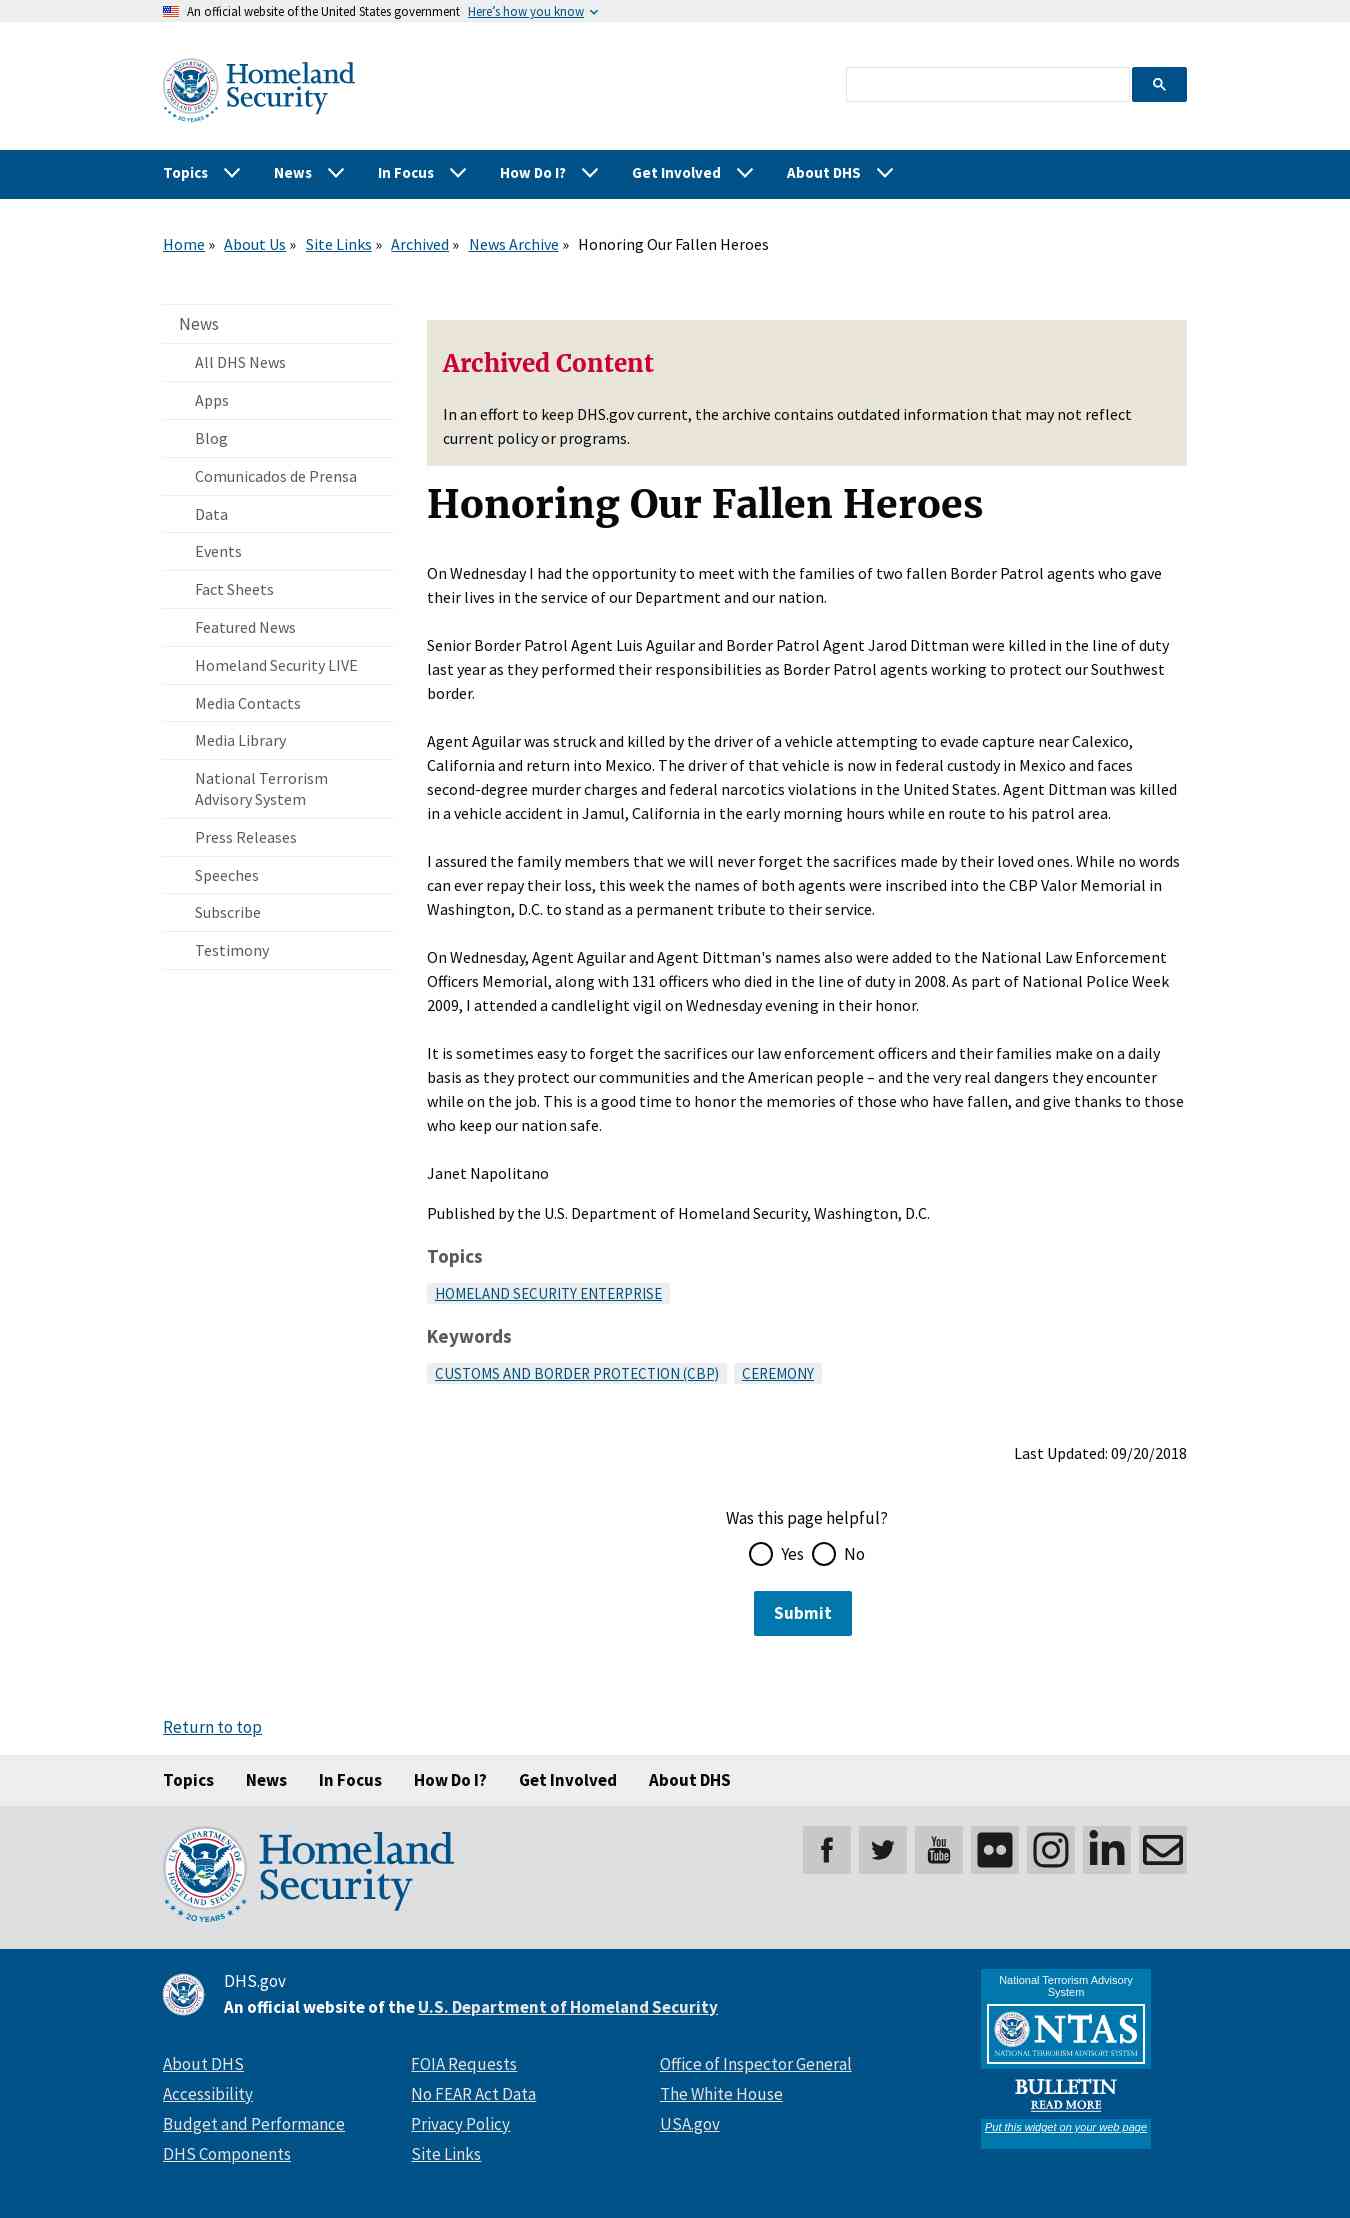 An official website of the United States government Here's how you know
U.S. DEPARTMENT OF HOMELAND SECURITY
20 YEARS
Homeland
Security
Topics News In Focus How Do I? Get Involved About DHS
Home » About Us » Site Links » Archived » News Archive » Honoring Our Fallen Heroes
News
All DHS News
Apps
Blog
Comunicados de Prensa
Data
Events
Fact Sheets
Featured News
Homeland Security LIVE
Media Contacts
Media Library
National Terrorism
Advisory System
Press Releases
Speeches
Subscribe
Testimony
Archived Content
In an effort to keep DHS.gov current, the archive contains outdated information that may not reflect
current policy or programs.
Honoring Our Fallen Heroes
On Wednesday I had the opportunity to meet with the families of two fallen Border Patrol agents who gave
their lives in the service of our Department and our nation.
Senior Border Patrol Agent Luis Aguilar and Border Patrol Agent Jarod Dittman were killed in the line of duty
last year as they performed their responsibilities as Border Patrol agents working to protect our Southwest
border.
Agent Aguilar was struck and killed by the driver of a vehicle attempting to evade capture near Calexico,
California and return into Mexico. The driver of that vehicle is now in federal custody in Mexico and faces
second-degree murder charges and federal narcotics violations in the United States. Agent Dittman was killed
in a vehicle accident in Jamul, California in the early morning hours while en route to his patrol area.
I assured the family members that we will never forget the sacrifices made by their loved ones. While no words
can ever repay their loss, this week the names of both agents were inscribed into the CBP Valor Memorial in
Washington, D.C. to stand as a permanent tribute to their service.
On Wednesday, Agent Aguilar and Agent Dittman's names also were added to the National Law Enforcement
Officers Memorial, along with 131 officers who died in the line of duty in 2008. As part of National Police Week
2009, I attended a candlelight vigil on Wednesday evening in their honor.
It is sometimes easy to forget the sacrifices our law enforcement officers and their families make on a daily
basis as they protect our communities and the American people – and the very real dangers they encounter
while on the job. This is a good time to honor the memories of those who have fallen, and give thanks to those
who keep our nation safe.
Janet Napolitano
Published by the U.S. Department of Homeland Security, Washington, D.C.
Topics
HOMELAND SECURITY ENTERPRISE
Keywords
CUSTOMS AND BORDER PROTECTION (CBP) CEREMONY
Last Updated: 09/20/2018
Was this page helpful?
Yes No
Submit
Return to top
Topics News In Focus How Do I? Get Involved About DHS
U.S. DEPARTMENT OF HOMELAND SECURITY
20 YEARS
Homeland
Security
f You Tube in
DHS.gov
An official website of the U.S. Department of Homeland Security
About DHS
Accessibility
Budget and Performance
DHS Components
FOIA Requests
No FEAR Act Data
Privacy Policy
Site Links
Office of Inspector General
The White House
USA.gov
National Terrorism Advisory
System
NTAS
NATIONAL TERRORISM ADVISORY SYSTEM
BULLETIN
READ MORE
Put this widget on your web page